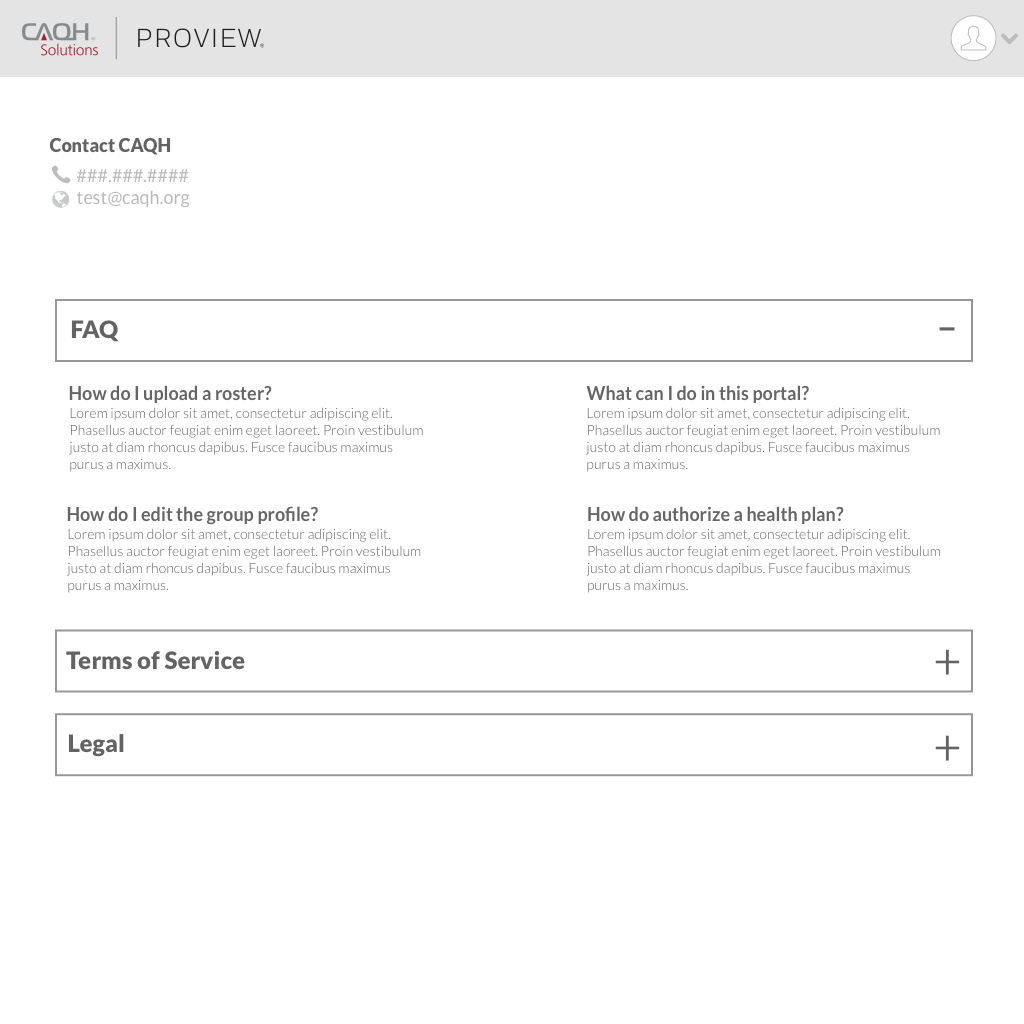 CAQH
Solutions
PROVIEW®
Contact CAQH
###.###.####
test@caqh.org
FAQ
How do I upload a roster?
Lorem ipsum dolor sit amet, consectetur adipiscing elit.
Phasellus auctor feugiat enim eget laoreet. Proin vestibulum
justo at diam rhoncus dapibus. Fusce faucibus maximus
purus a maximus.
What can I do in this portal?
Lorem ipsum dolor sit amet, consectetur adipiscing elit.
Phasellus auctor feugiat enim eget laoreet. Proin vestibulum
justo at diam rhoncus dapibus. Fusce faucibus maximus
purus a maximus.
How do I edit the group profile?
Lorem ipsum dolor sit amet, consectetur adipiscing elit.
Phasellus auctor feugiat enim eget laoreet. Proin vestibulum
justo at diam rhoncus dapibus. Fusce faucibus maximus
purus a maximus.
How do authorize a health plan?
Lorem ipsum dolor sit amet, consectetur adipiscing elit.
Phasellus auctor feugiat enim eget laoreet. Proin vestibulum
justo at diam rhoncus dapibus. Fusce faucibus maximus
purus a maximus.
Terms of Service
Legal